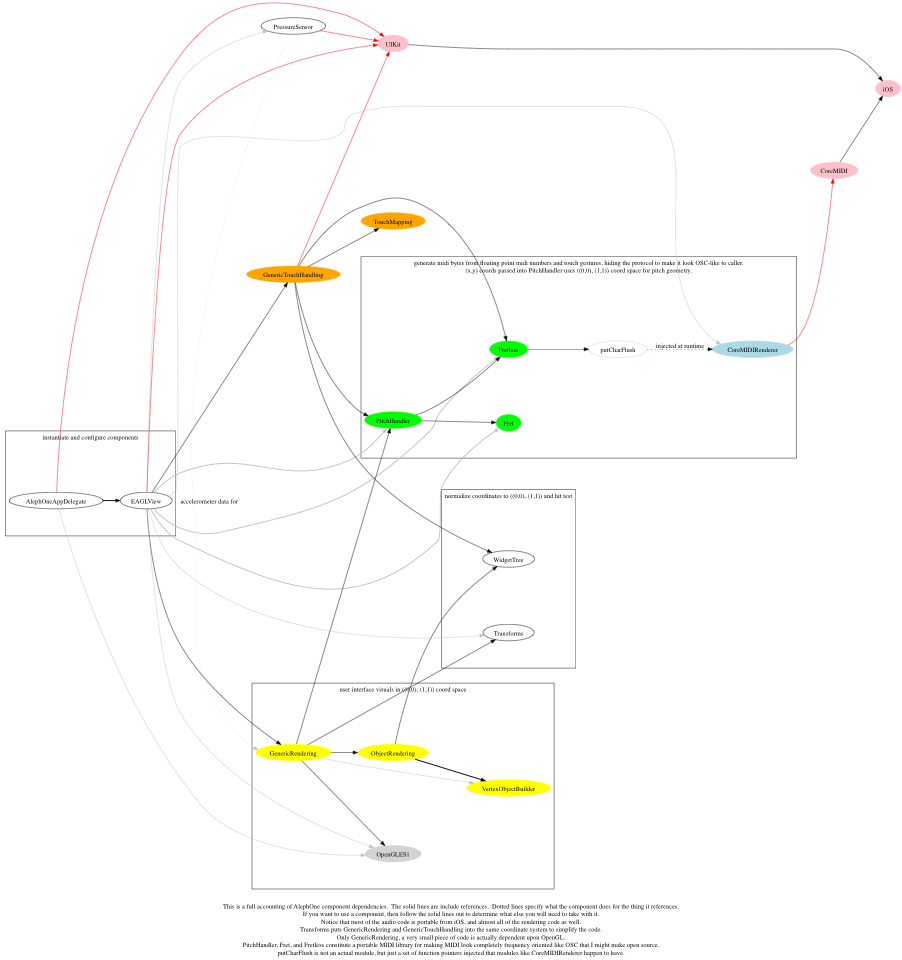 PressureSensor
UIKit
iOS
CoreMIDI
TouchMapping
GenericTouchHandling
generate midi bytes from floating point midi numbers and touch gestures, hiding the protocol to make it look OSC-like to caller.
(x,y) coords passed into PitchHandler uses ((0,0), (1,1)) coord space for pitch geometry.
Fretless
putCharFlush
injected at runtime
CoreMIDIRenderer
PitchHandler
Fret
instantiate and configure components
AlephOneAppDelegate
EAGLView
accelerometer data for
normalize coordinates to ((0,0), (1,1)) and hit test
WidgetTree
Transforms
user interface visuals in ((0,0), (1,1)) coord space
GenericRendering
ObjectRendering
VertexObjectBuilder
OpenGLES1
This is a full accounting of AlephOne component dependencies. The solid lines are include references. Dotted lines specify what the component does for the thing it references.
If you want to use a component, then follow the solid lines out to determine what else you will need to take with it.
Notice that most of the audio code is portable from iOS, and almost all of the rendering code as well.
Transforms puts GenericRendering and GenericTouchHandling into the same coordinate system to simplify the code.
Only GenericRendering, a very small piece of code is actually dependent upon OpenGL.
PitchHandler, Fret, and Fretless constitute a portable MIDI library for making MIDI look completely frequency oriented like OSC that I might make open source.
putCharFlush is not an actual module, but just a set of function pointers injected that modules like CoreMIDIRenderer happen to have.